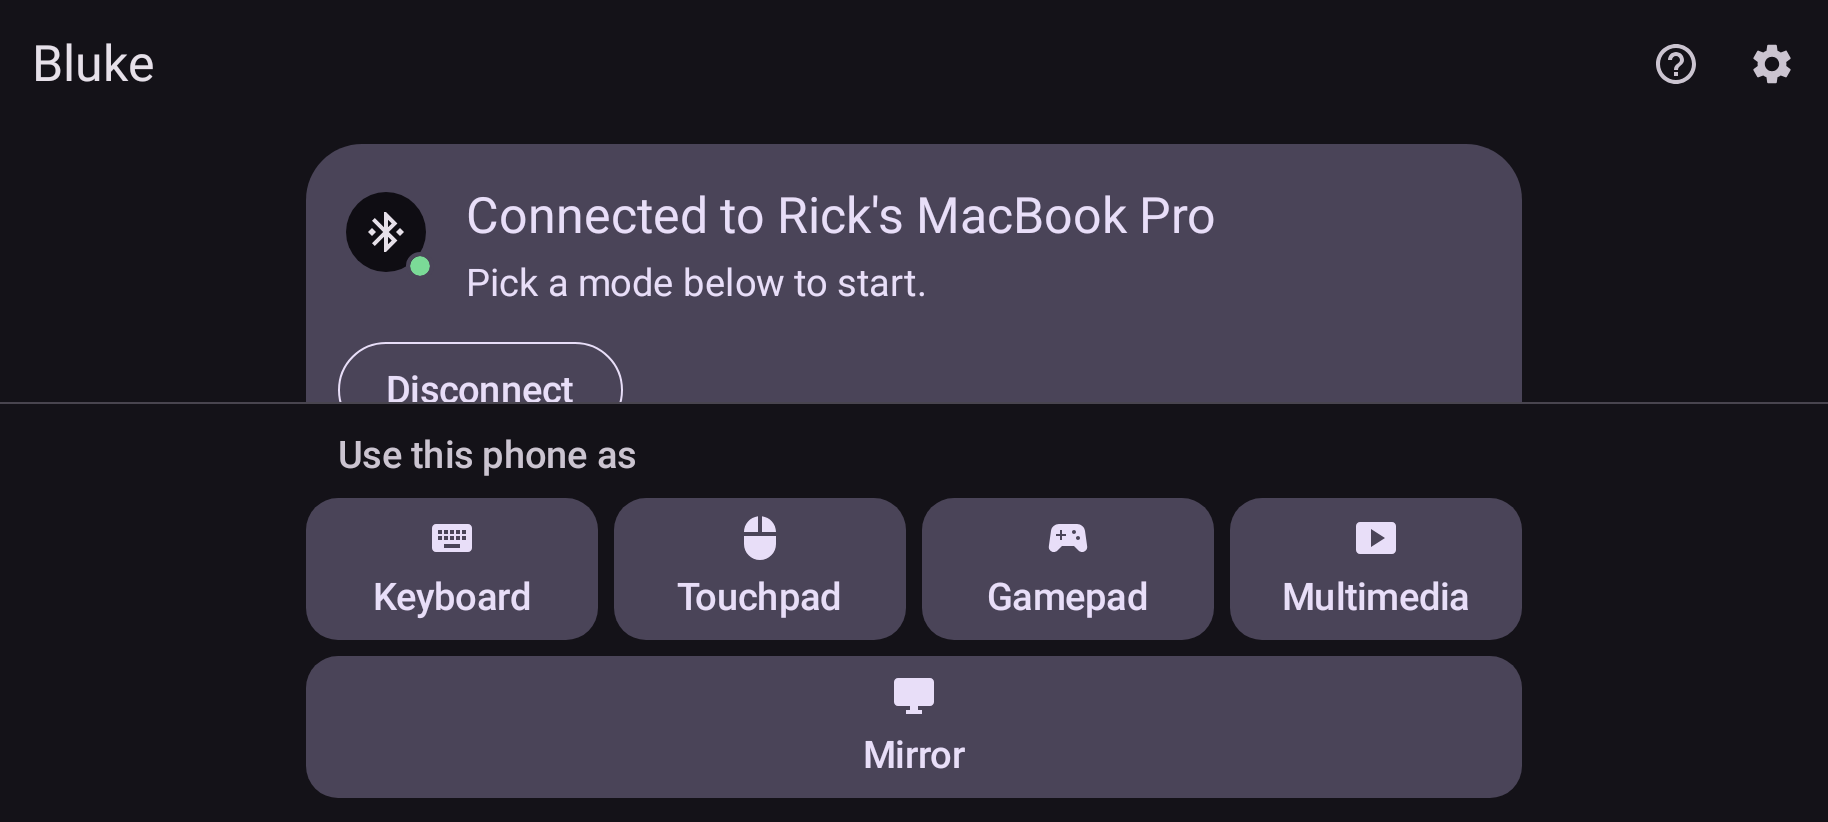 Bluke
Connected to Rick's MacBook Pro
Pick a mode below to start.
Disconnect
Use this phone as
Keyboard
Touchpad
Gamepad
Multimedia
Mirror